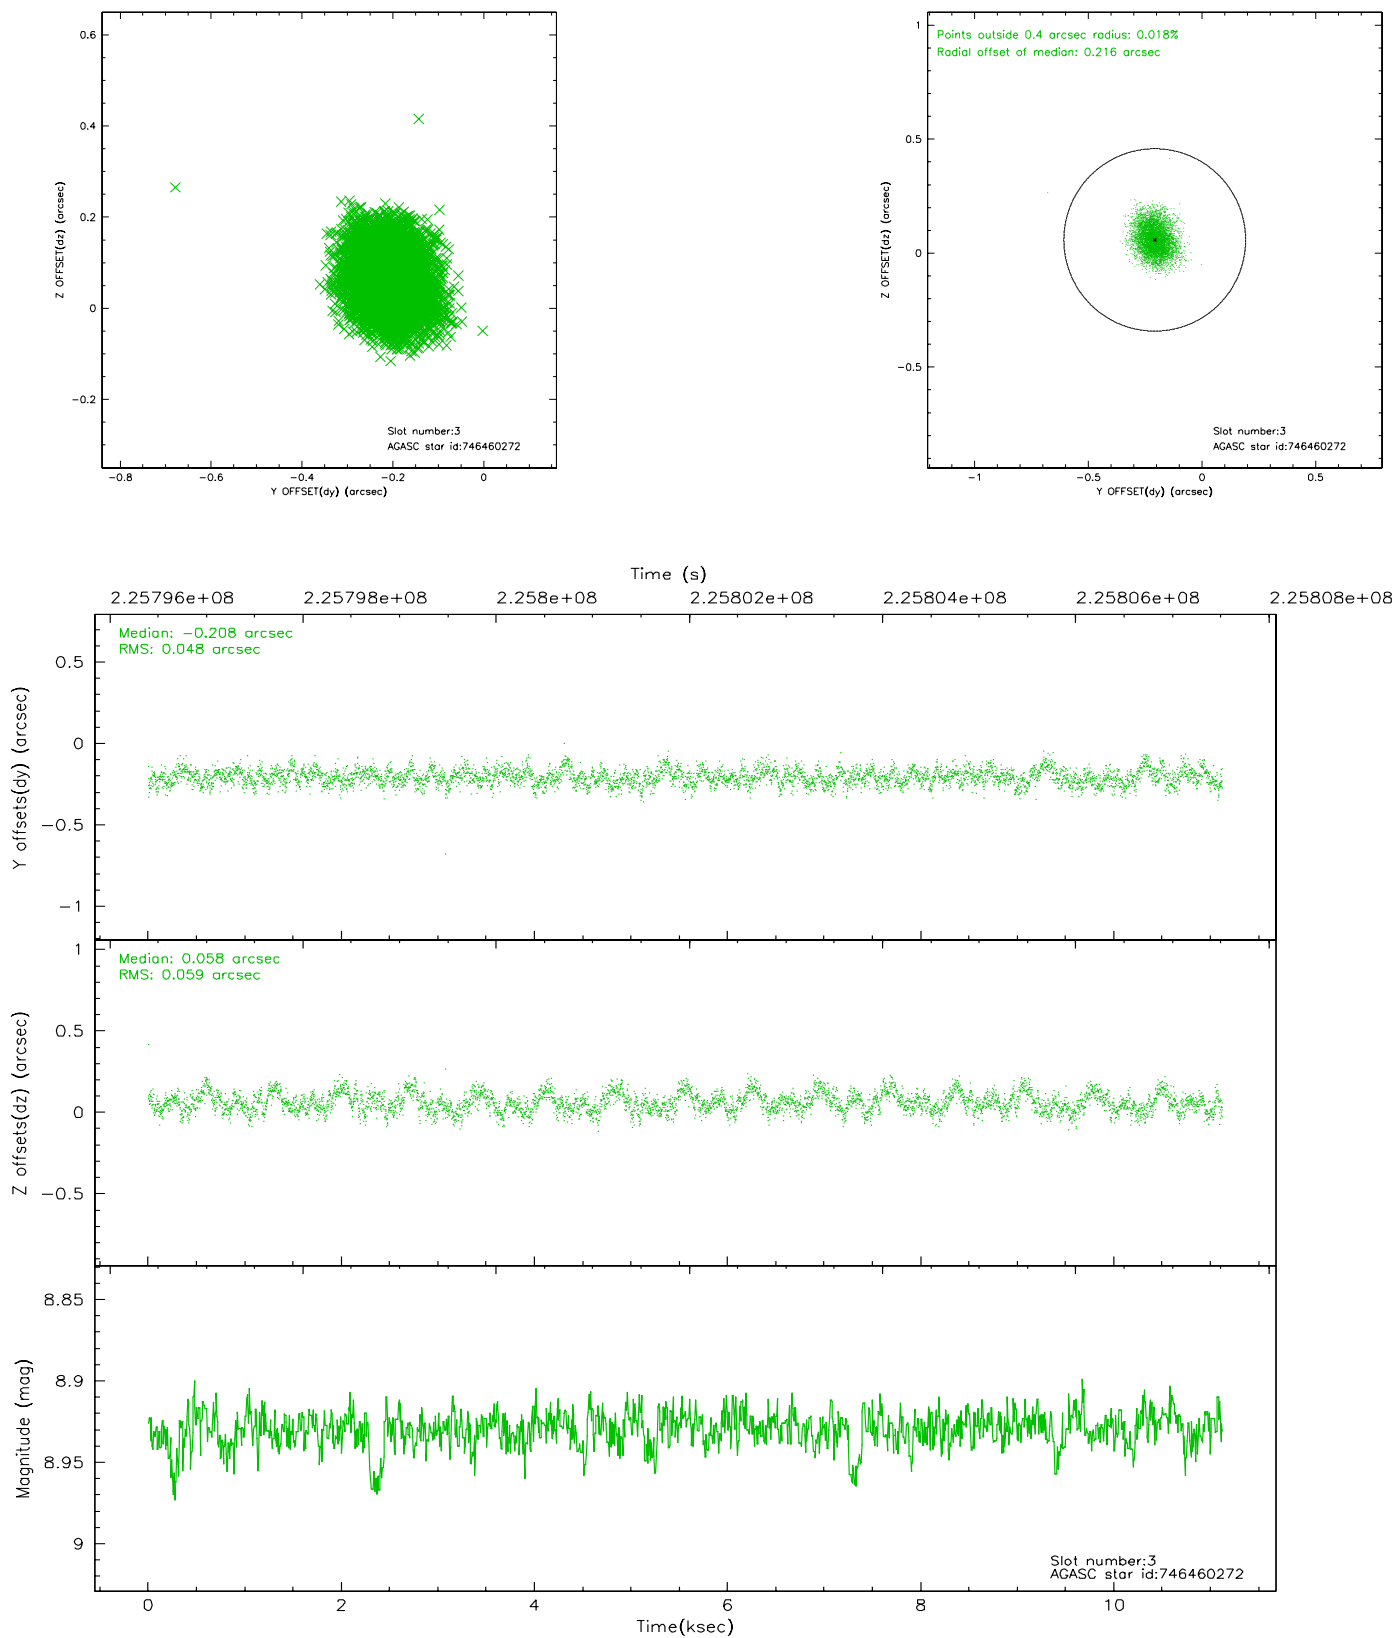 0.6
0.4
0.2
0
−0.2
Z OFFSET(dz) (arcsec)
Slot number:3
AGASC star id:746460272
−0.8
−0.6
−0.4
−0.2
0
Y OFFSET(dy) (arcsec)
Points outside 0.4 arcsec radius: 0.018%
Radial offset of median: 0.216 arcsec
1
0.5
0
−0.5
Z OFFSET(dz) (arcsec)
Slot number:3
AGASC star id:746460272
−1
−0.5
0
0.5
Y OFFSET(dy) (arcsec)
Time (s)
2.25796e+08
2.25798e+08
2.258e+08
2.25802e+08
2.25804e+08
2.25806e+08
2.25808e+08
Median: −0.208 arcsec
RMS: 0.048 arcsec
0.5
0
−0.5
−1
Y offsets(dy) (arcsec)
Median: 0.058 arcsec
RMS: 0.059 arcsec
1
0.5
0
−0.5
Z offsets(dz) (arcsec)
8.85
8.9
8.95
9
Magnitude (mag)
Slot number:3
AGASC star id:746460272
0
2
4
6
8
10
Time(ksec)